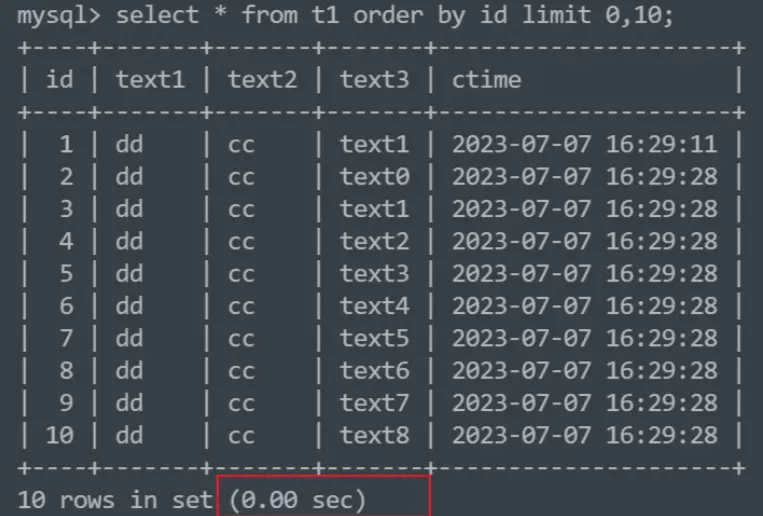 mysql> select * from t1 order by id limit 0,10;
+----+-------+-------+-------+---------------------+
| id | text1 | text2 | text3 | ctime               |
+----+-------+-------+-------+---------------------+
|  1 | dd    | cc    | text1 | 2023-07-07 16:29:11 |
|  2 | dd    | cc    | text0 | 2023-07-07 16:29:28 |
|  3 | dd    | cc    | text1 | 2023-07-07 16:29:28 |
|  4 | dd    | cc    | text2 | 2023-07-07 16:29:28 |
|  5 | dd    | cc    | text3 | 2023-07-07 16:29:28 |
|  6 | dd    | cc    | text4 | 2023-07-07 16:29:28 |
|  7 | dd    | cc    | text5 | 2023-07-07 16:29:28 |
|  8 | dd    | cc    | text6 | 2023-07-07 16:29:28 |
|  9 | dd    | cc    | text7 | 2023-07-07 16:29:28 |
| 10 | dd    | cc    | text8 | 2023-07-07 16:29:28 |
+----+-------+-------+-------+---------------------+
10 rows in set (0.00 sec)